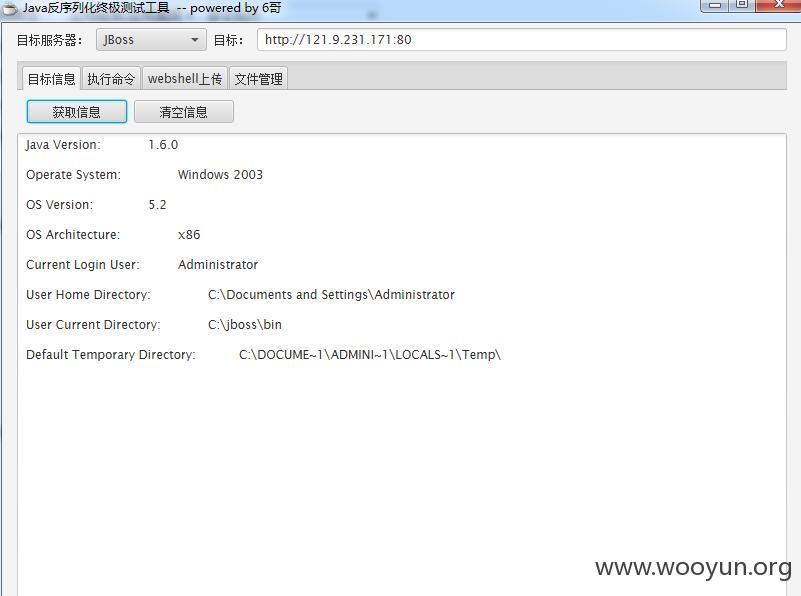 Java反序列化终极测试工具 -- powered by 6哥
目标服务器： JBoss 目标： http://121.9.231.171:80
目标信息 执行命令 webshell上传 文件管理
获取信息 清空信息
Java Version: 1.6.0
Operate System: Windows 2003
OS Version: 5.2
OS Architecture: x86
Current Login User: Administrator
User Home Directory: C:\Documents and Settings\Administrator
User Current Directory: C:\jboss\bin
Default Temporary Directory: C:\DOCUME~1\ADMINI~1\LOCALS~1\Temp\
www.wooyun.org